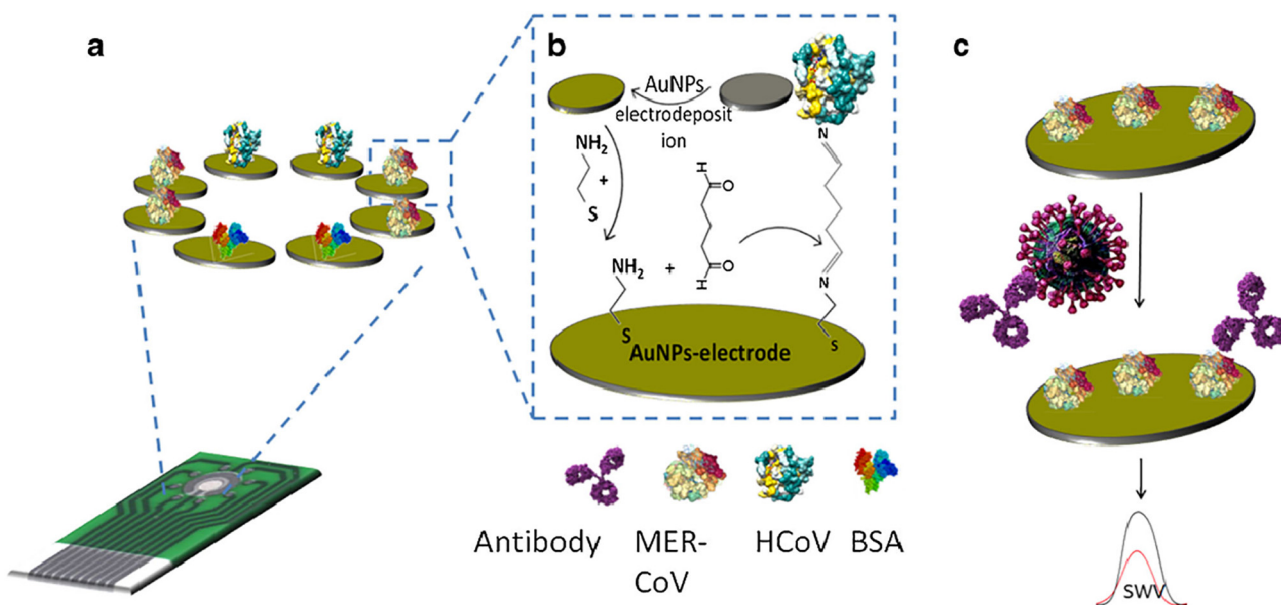 a
b
c
AuNPs
electrodeposit
ion
NH2
+
S
N
H
O
NH2
+
O
H
N
S
S
AuNPs-electrode
Antibody
MER-
CoV
HCoV
BSA
SWV